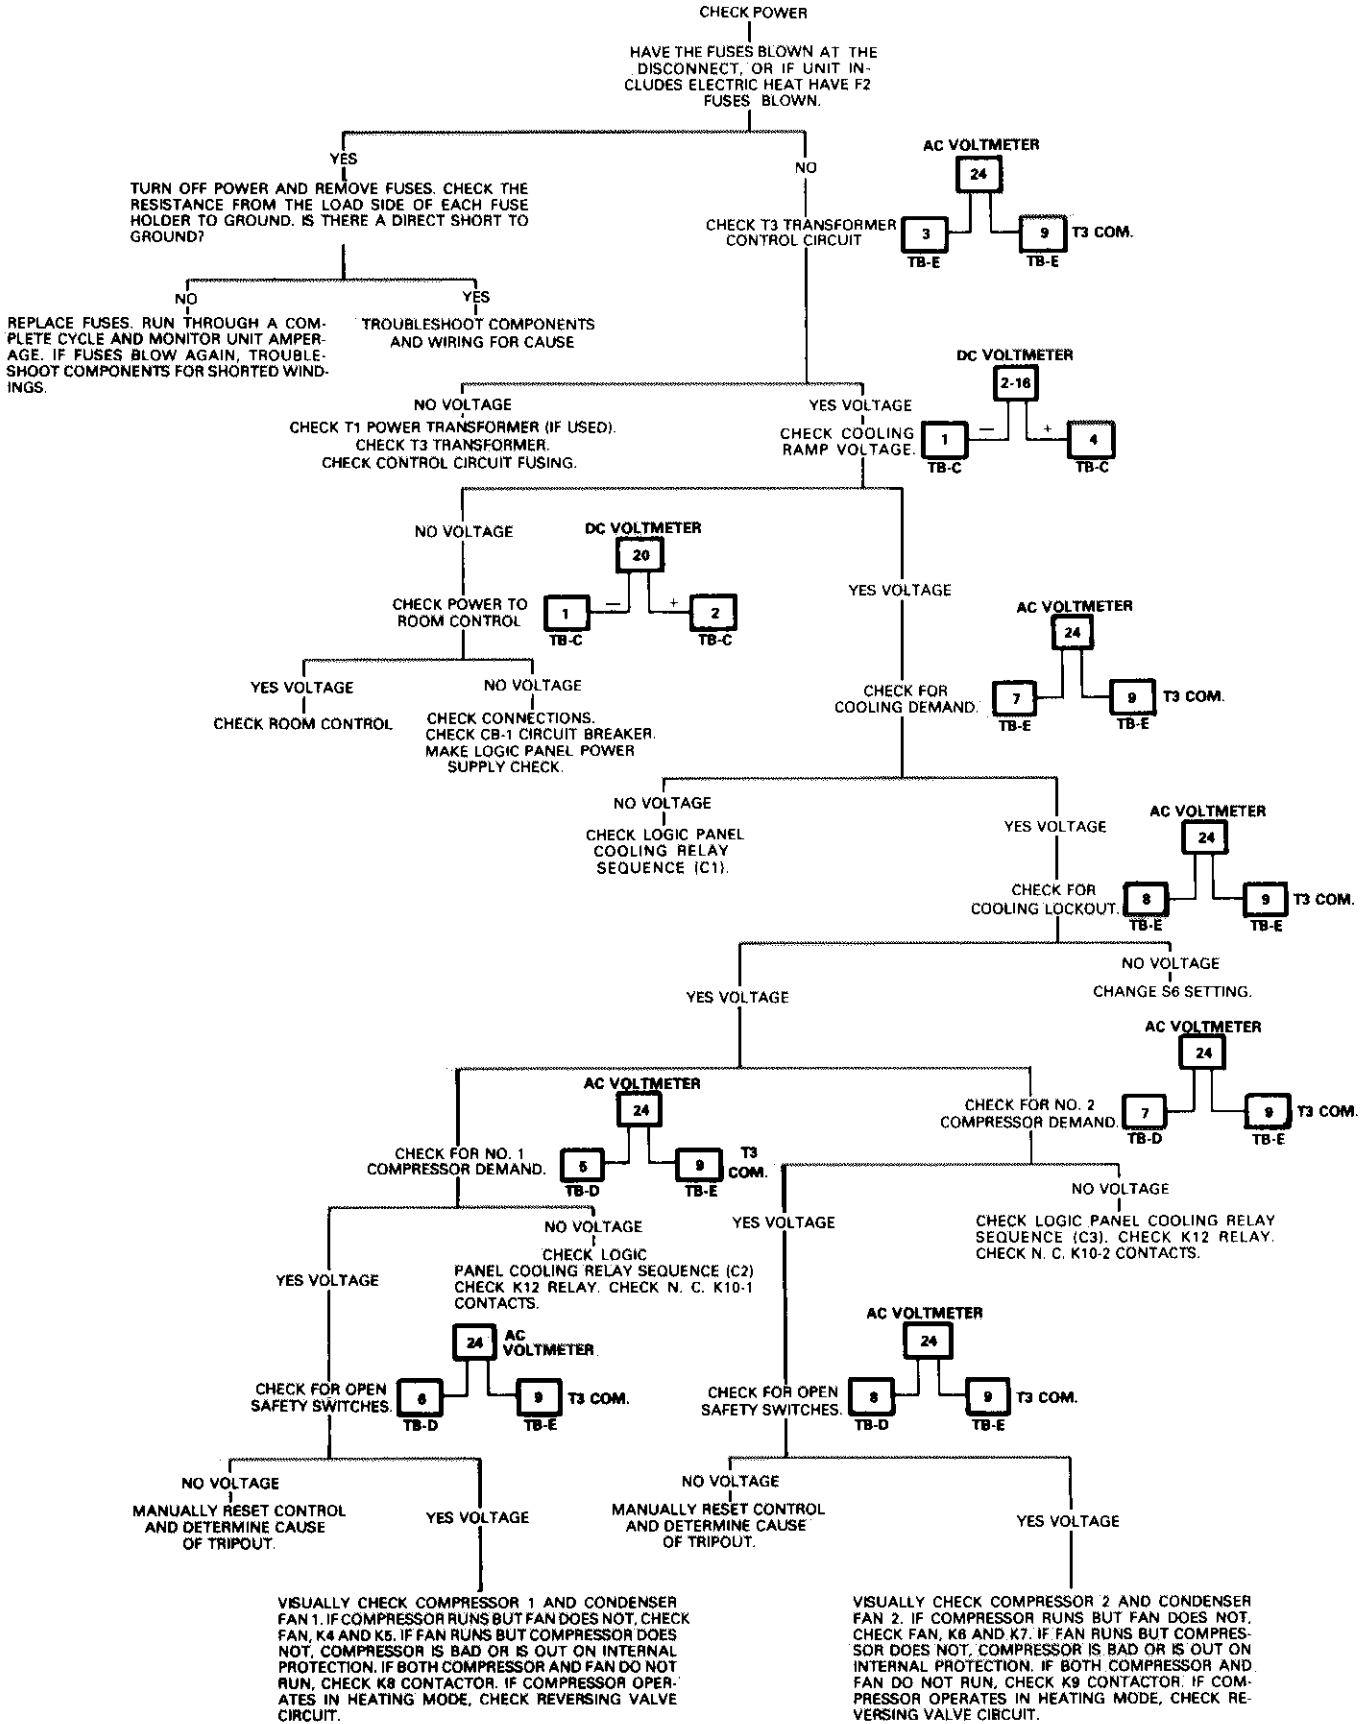 CHECK POWER
HAVE THE FUSES BLOWN AT THE
DISCONNECT, OR IF UNIT IN-
CLUDES ELECTRIC HEAT HAVE F2
FUSES BLOWN.
YES
TURN OFF POWER AND REMOVE FUSES. CHECK THE
RESISTANCE FROM THE LOAD SIDE OF EACH FUSE
HOLDER TO GROUND. IS THERE A DIRECT SHORT TO
GROUND?
NO
REPLACE FUSES. RUN THROUGH A COM-
PLETE CYCLE AND MONITOR UNIT AMPER-
AGE. IF FUSES BLOW AGAIN, TROUBLE-
SHOOT COMPONENTS FOR SHORTED WIND-
INGS.
YES
TROUBLESHOOT COMPONENTS
AND WIRING FOR CAUSE
NO
CHECK T3 TRANSFORMER
CONTROL CIRCUIT
AC VOLTMETER
24
3
9
T3 COM.
TB-E
TB-E
NO VOLTAGE
CHECK T1 POWER TRANSFORMER (IF USED).
CHECK T3 TRANSFORMER.
CHECK CONTROL CIRCUIT FUSING.
YES VOLTAGE
CHECK COOLING
RAMP VOLTAGE.
DC VOLTMETER
2-16
1
−
+
4
TB-C
TB-C
NO VOLTAGE
CHECK POWER TO
ROOM CONTROL
DC VOLTMETER
20
1
−
+
2
TB-C
TB-C
YES VOLTAGE
CHECK ROOM CONTROL
NO VOLTAGE
CHECK CONNECTIONS.
CHECK CB-1 CIRCUIT BREAKER.
MAKE LOGIC PANEL POWER
SUPPLY CHECK.
YES VOLTAGE
CHECK FOR
COOLING DEMAND.
AC VOLTMETER
24
7
9
T3 COM.
TB-E
TB-E
NO VOLTAGE
CHECK LOGIC PANEL
COOLING RELAY
SEQUENCE (C1).
YES VOLTAGE
CHECK FOR
COOLING LOCKOUT.
AC VOLTMETER
24
8
9
T3 COM.
TB-E
TB-E
NO VOLTAGE
CHANGE S6 SETTING.
YES VOLTAGE
CHECK FOR NO. 1
COMPRESSOR DEMAND.
AC VOLTMETER
24
5
9
T3
COM.
TB-D
TB-E
CHECK FOR NO. 2
COMPRESSOR DEMAND.
AC VOLTMETER
24
7
9
T3 COM.
TB-D
TB-E
NO VOLTAGE
CHECK LOGIC
PANEL COOLING RELAY SEQUENCE (C2)
CHECK K12 RELAY. CHECK N. C. K10-1
CONTACTS.
YES VOLTAGE
CHECK FOR OPEN
SAFETY SWITCHES.
24
AC
VOLTMETER
6
9
T3 COM.
TB-D
TB-E
NO VOLTAGE
CHECK LOGIC PANEL COOLING RELAY
SEQUENCE (C3). CHECK K12 RELAY.
CHECK N. C. K10-2 CONTACTS.
YES VOLTAGE
CHECK FOR OPEN
SAFETY SWITCHES.
AC VOLTMETER
24
8
9
T3 COM.
TB-D
TB-E
NO VOLTAGE
MANUALLY RESET CONTROL
AND DETERMINE CAUSE
OF TRIPOUT.
YES VOLTAGE
VISUALLY CHECK COMPRESSOR 1 AND CONDENSER
FAN 1. IF COMPRESSOR RUNS BUT FAN DOES NOT, CHECK
FAN, K4 AND K5. IF FAN RUNS BUT COMPRESSOR DOES
NOT, COMPRESSOR IS BAD OR IS OUT ON INTERNAL
PROTECTION. IF BOTH COMPRESSOR AND FAN DO NOT
RUN, CHECK K8 CONTACTOR. IF COMPRESSOR OPER-
ATES IN HEATING MODE, CHECK REVERSING VALVE
CIRCUIT.
NO VOLTAGE
MANUALLY RESET CONTROL
AND DETERMINE CAUSE
OF TRIPOUT.
YES VOLTAGE
VISUALLY CHECK COMPRESSOR 2 AND CONDENSER
FAN 2. IF COMPRESSOR RUNS BUT FAN DOES NOT,
CHECK FAN, K6 AND K7. IF FAN RUNS BUT COMPRES-
SOR DOES NOT, COMPRESSOR IS BAD OR IS OUT ON
INTERNAL PROTECTION. IF BOTH COMPRESSOR AND
FAN DO NOT RUN, CHECK K9 CONTACTOR. IF COM-
PRESSOR OPERATES IN HEATING MODE, CHECK RE-
VERSING VALVE CIRCUIT.